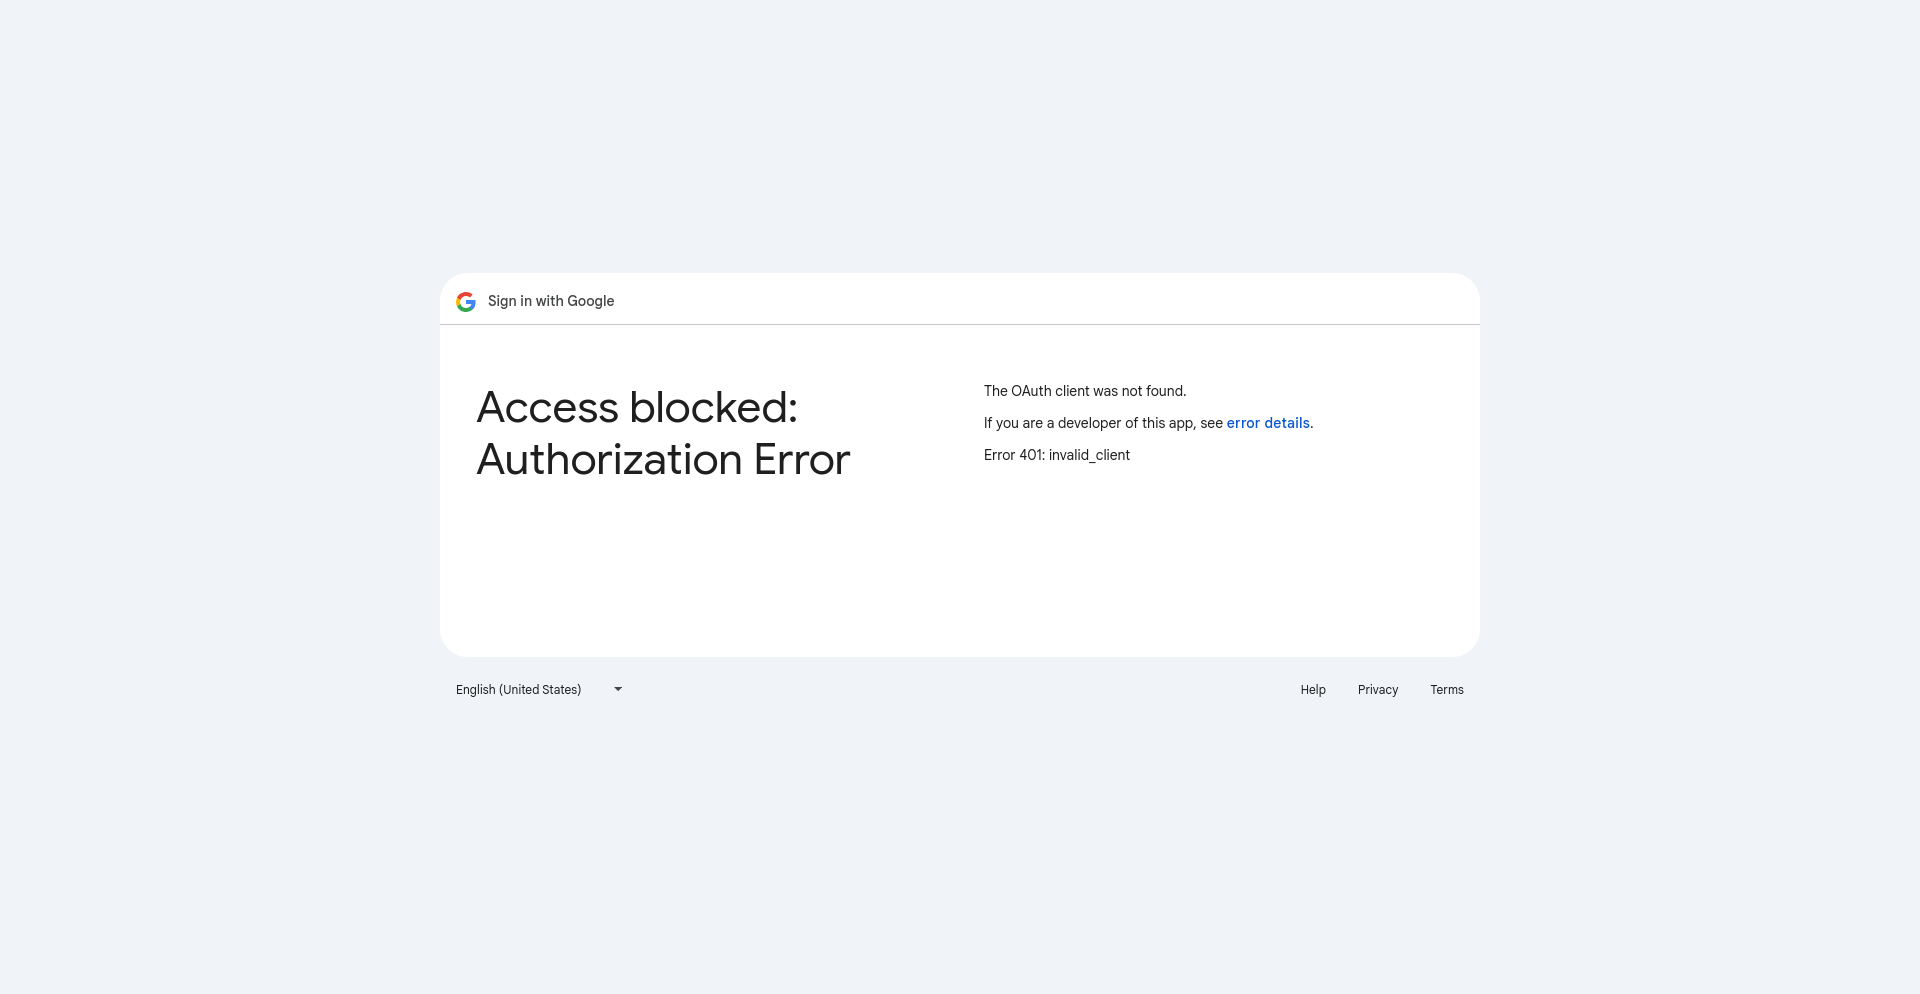 Sign in with Google
Access blocked:
Authorization Error
The OAuth client was not found.
If you are a developer of this app, see error details.
Error 401: invalid_client
English (United States)
Help
Privacy
Terms